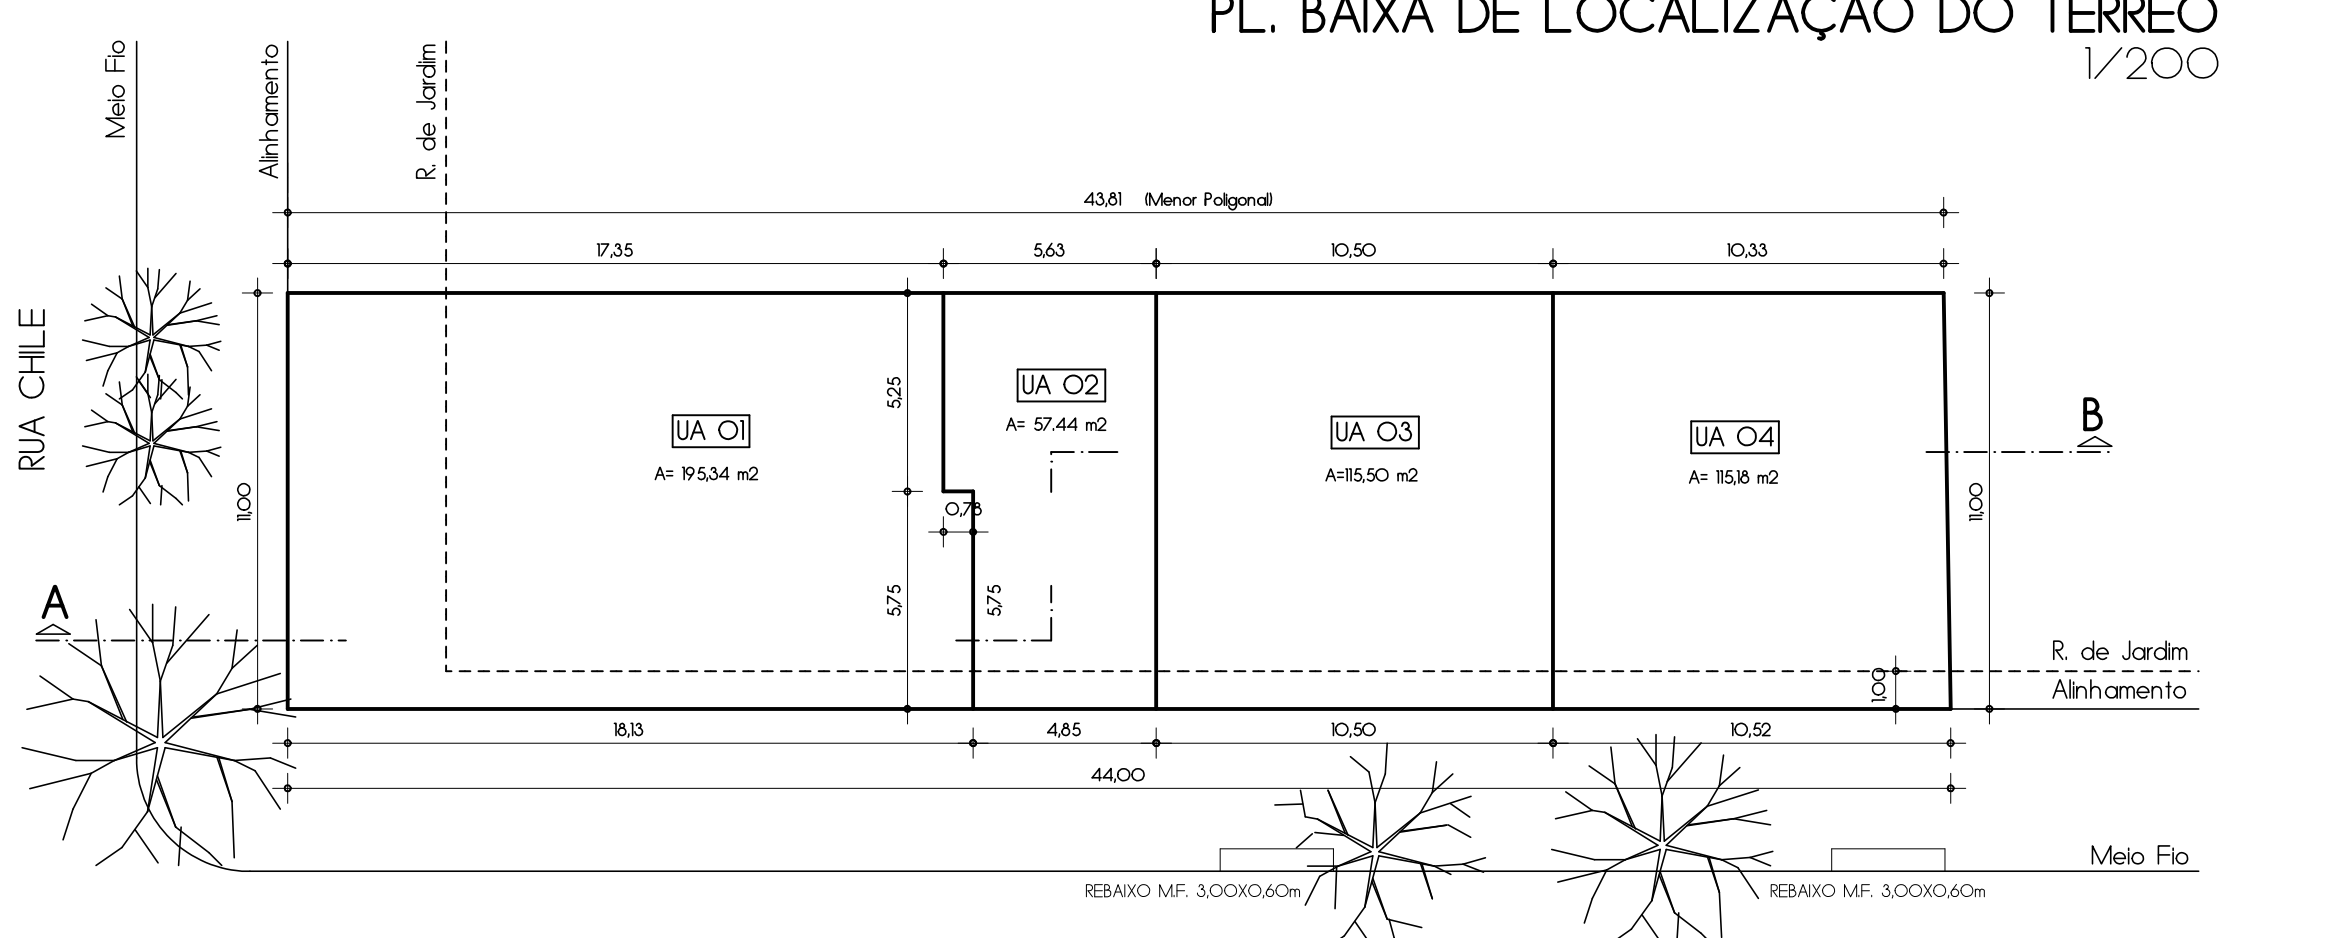 PL. BAIXA DE LOCALIZAÇÃO DO TÉRREO
1/200
Meio Fio
Alinhamento
R. de Jardim
43,81 (Menor Poligonal)
17,35
5,63
10,50
10,33
RUA CHILE
11,00
5,25
UA 01
A= 195,34 m2
UA 02
A= 57.44 m2
UA 03
A=115,50 m2
UA 04
A= 115,18 m2
B
11,00
0,78
A
5,75
5,75
R. de Jardim
1,00
Alinhamento
18,13
4,85
10,50
10,52
44,00
Meio Fio
REBAIXO M.F. 3,00X0,60m
REBAIXO M.F. 3,00X0,60m